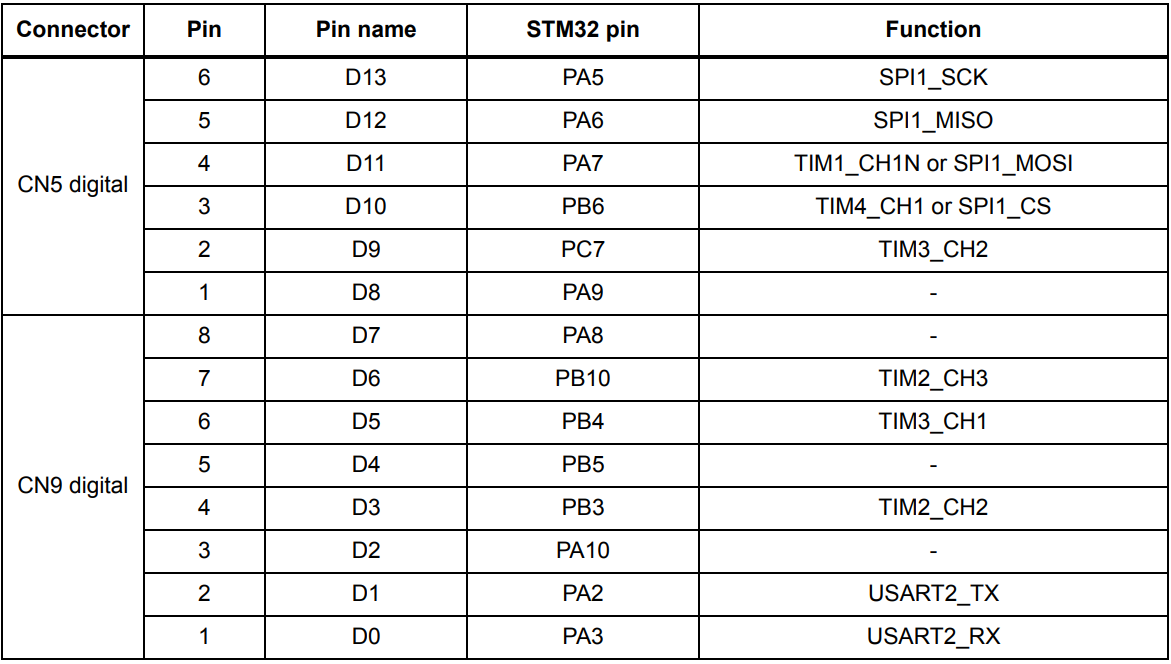 Connector Pin Pin name STM32 pin Function
CN5 digital
6 D13 PA5 SPI1_SCK
5 D12 PA6 SPI1_MISO
4 D11 PA7 TIM1_CH1N or SPI1_MOSI
3 D10 PB6 TIM4_CH1 or SPI1_CS
2 D9 PC7 TIM3_CH2
1 D8 PA9 -
CN9 digital
8 D7 PA8 -
7 D6 PB10 TIM2_CH3
6 D5 PB4 TIM3_CH1
5 D4 PB5 -
4 D3 PB3 TIM2_CH2
3 D2 PA10 -
2 D1 PA2 USART2_TX
1 D0 PA3 USART2_RX